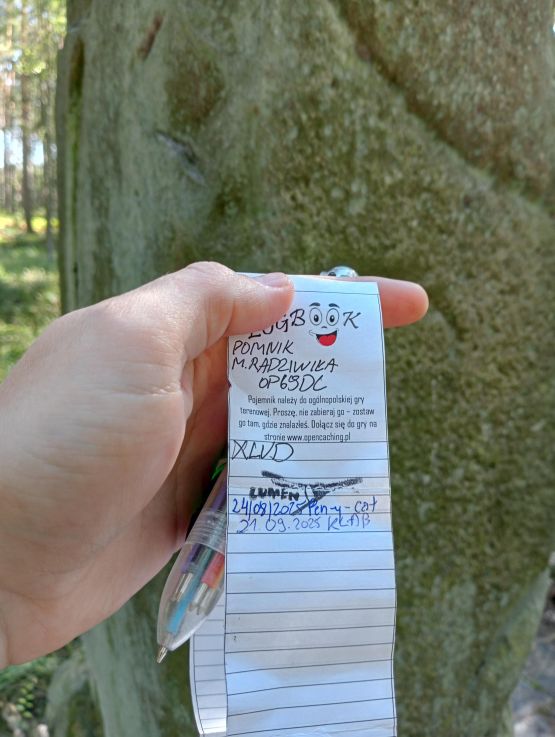 LOGBOOK
POMNIK
M. RADZIWIŁŁA
OP69DC
Pojemnik należy do ogólnopolskiej gry
terenowej. Proszę, nie zabieraj go - zostaw
go tam, gdzie znalazłeś. Dołącz się do gry na
stronie www.opencaching.pl
XLVD
LUMEN
24/08/2025 Pen-y-cat
21.09.2025